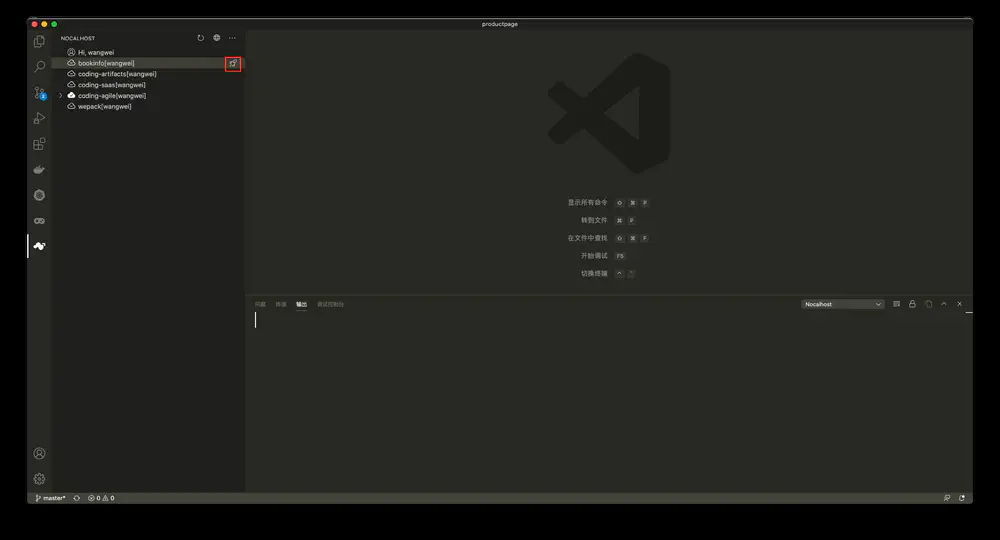 productpage
NOCALHOST
Hi, wangwei
bookinfo[wangwei]
coding-artifacts[wangwei]
coding-saas[wangwei]
coding-agile[wangwei]
wepack[wangwei]
2
显示所有命令 ⇧ ⌘ P
转到文件 ⌘ P
在文件中查找 ⇧ ⌘ F
开始调试 F5
切换终端 ^ `
问题 终端 输出 调试控制台
Nocalhost
master* 0 0